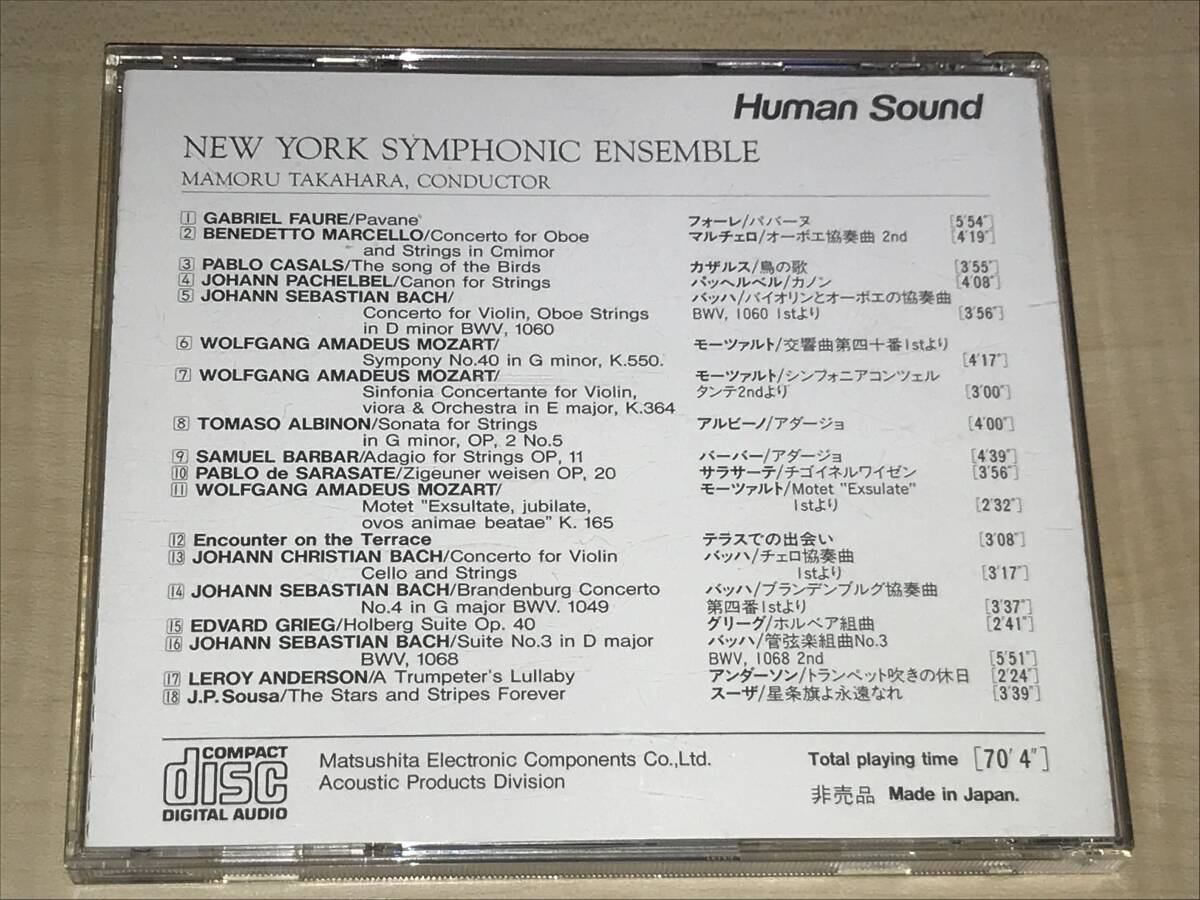 Human Sound
NEW YORK SYMPHONIC ENSEMBLE
MAMORU TAKAHARA, CONDUCTOR
1 GABRIEL FAURE/Pavane フォーレ/パバーヌ [5'54"]
2 BENEDETTO MARCELLO/Concerto for Oboe マルチェロ/オーボエ協奏曲 2nd [4'19"]
and Strings in Cmimor
3 PABLO CASALS/The song of the Birds カザルス/鳥の歌 [3'55"]
4 JOHANN PACHELBEL/Canon for Strings パッヘルベル/カノン [4'08"]
5 JOHANN SEBASTIAN BACH/ バッハ/バイオリンとオーボエの協奏曲
Concerto for Violin, Oboe Strings BWV, 1060 1stより [3'56"]
in D minor BWV, 1060
6 WOLFGANG AMADEUS MOZART/ モーツァルト/交響曲第四十番1stより
Sympony No.40 in G minor, K.550. [4'17"]
7 WOLFGANG AMADEUS MOZART/ モーツァルト/シンフォニアコンツェル
Sinfonia Concertante for Violin, タンテ2ndより [3'00"]
viora & Orchestra in E major, K.364
8 TOMASO ALBINON/Sonata for Strings アルビーノ/アダージョ [4'00"]
in G minor, OP, 2 No.5
9 SAMUEL BARBAR/Adagio for Strings OP, 11 バーバー/アダージョ [4'39"]
10 PABLO de SARASATE/Zigeuner weisen OP, 20 サラサーテ/チゴイネルワイゼン [3'56"]
11 WOLFGANG AMADEUS MOZART/ モーツァルト/Motet "Exsulate"
Motet "Exsultate, jubilate, 1stより [2'32"]
ovos animae beatae" K. 165
12 Encounter on the Terrace テラスでの出会い [3'08"]
13 JOHANN CHRISTIAN BACH/Concerto for Violin バッハ/チェロ協奏曲
Cello and Strings 1stより [3'17"]
14 JOHANN SEBASTIAN BACH/Brandenburg Concerto バッハ/ブランデンブルグ協奏曲
No.4 in G major BWV. 1049 第四番1stより [3'37"]
15 EDVARD GRIEG/Holberg Suite Op. 40 グリーグ/ホルベア組曲 [2'41"]
16 JOHANN SEBASTIAN BACH/Suite No.3 in D major バッハ/管弦楽組曲No.3
BWV, 1068 BWV, 1068 2nd [5'51"]
17 LEROY ANDERSON/A Trumpeter's Lullaby アンダーソン/トランペット吹きの休日 [2'24"]
18 J.P.Sousa/The Stars and Stripes Forever スーザ/星条旗よ永遠なれ [3'39"]
COMPACT
disc
DIGITAL AUDIO
Matsushita Electronic Components Co.,Ltd.
Acoustic Products Division
Total playing time [70' 4"]
非売品 Made in Japan.